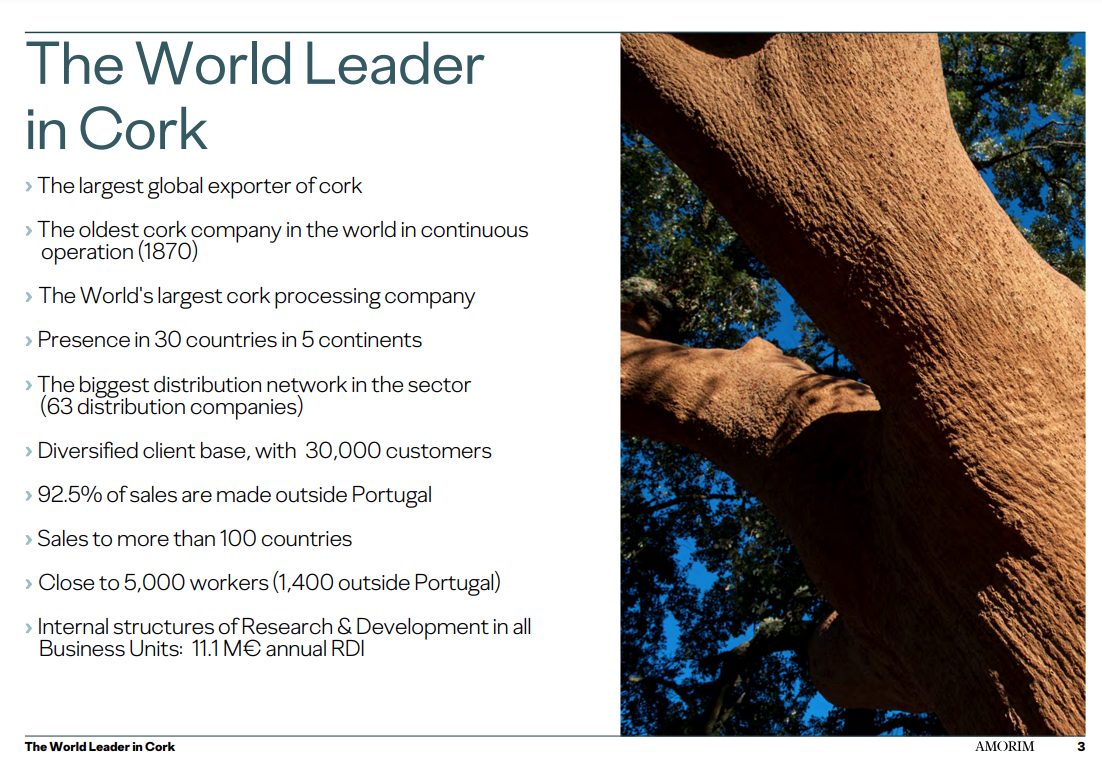 The World Leader
in Cork
› The largest global exporter of cork
› The oldest cork company in the world in continuous
operation (1870)
› The World's largest cork processing company
› Presence in 30 countries in 5 continents
› The biggest distribution network in the sector
(63 distribution companies)
› Diversified client base, with  30,000 customers
› 92.5% of sales are made outside Portugal
› Sales to more than 100 countries
› Close to 5,000 workers (1,400 outside Portugal)
› Internal structures of Research & Development in all
Business Units:  11.1 M€ annual RDI
The World Leader in Cork
AMORIM
3